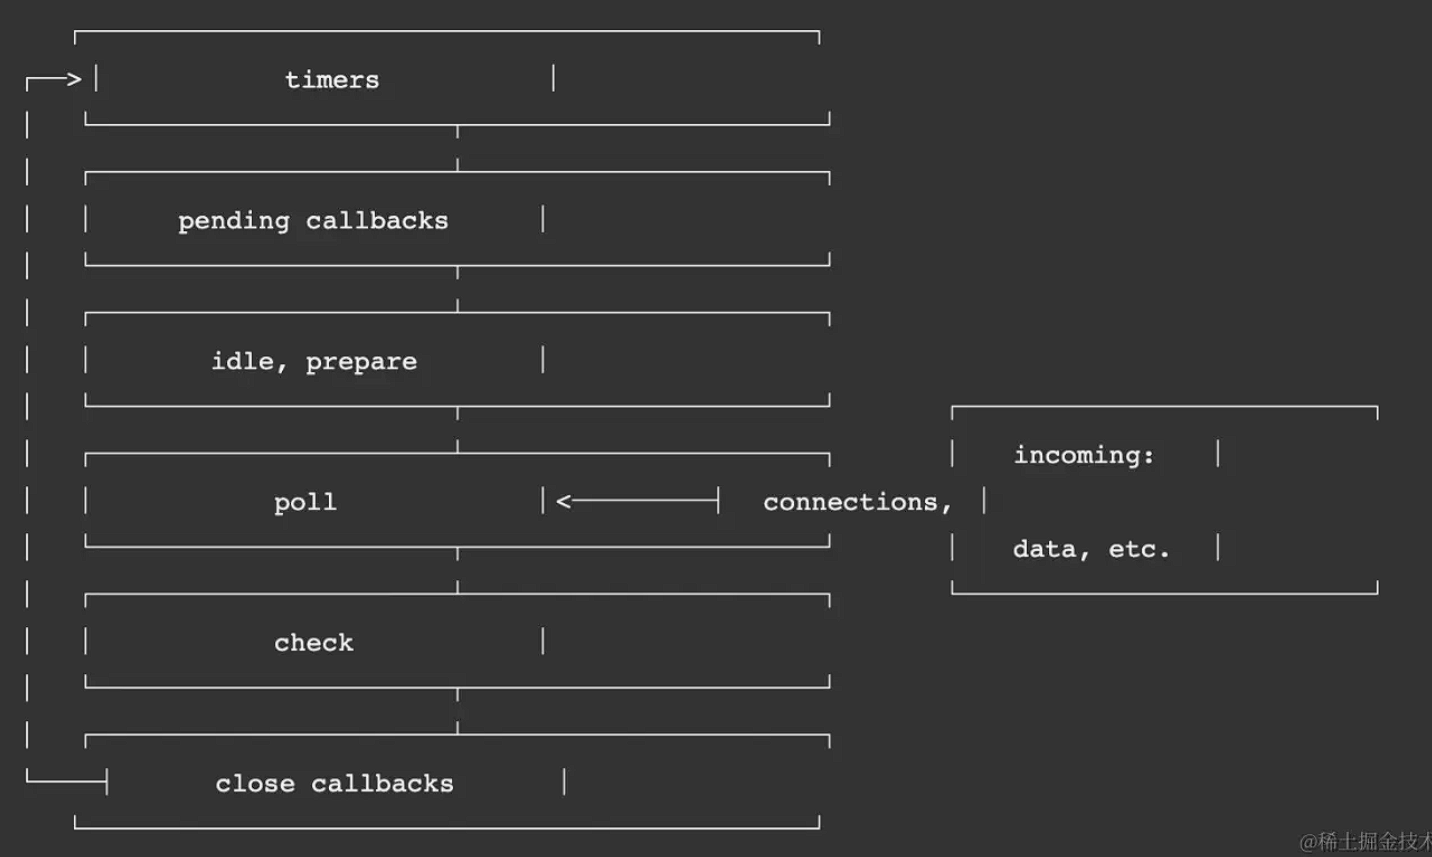 timers
pending callbacks
idle, prepare
incoming:
poll
connections,
data, etc.
check
close callbacks
@稀土掘金技术